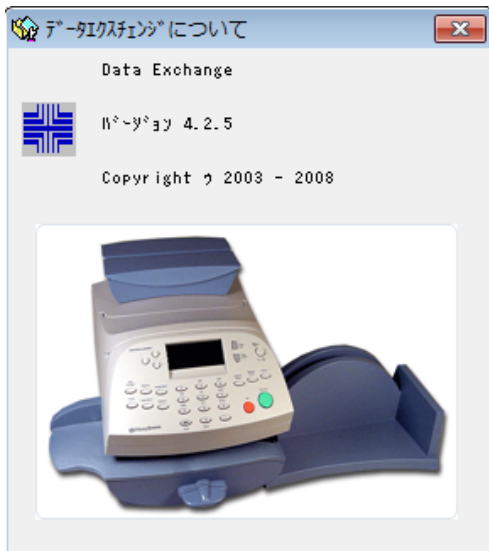 ﾃﾞｰﾀｴｸｽﾁｪﾝｼﾞについて
Data Exchange
ﾊﾞｰｼﾞｮﾝ 4.2.5
Copyright ｩ 2003 - 2008